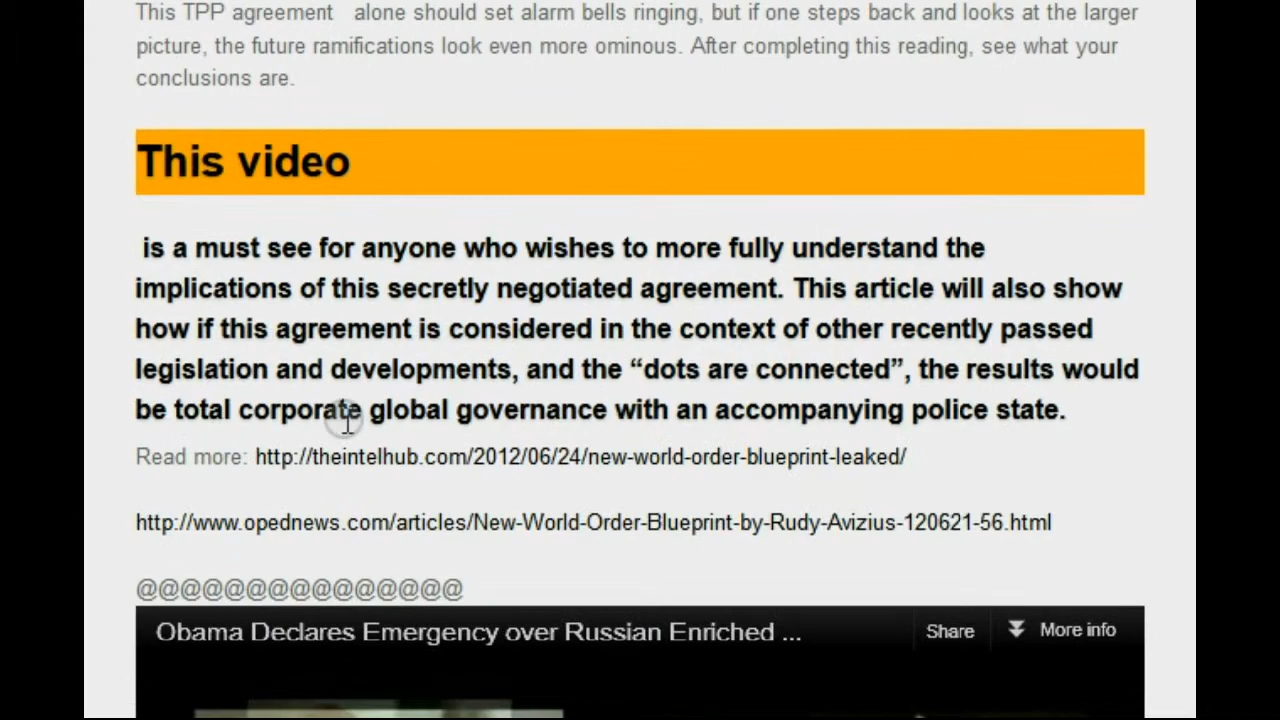 This TPP agreement alone should set alarm bells ringing, but if one steps back and looks at the larger
picture, the future ramifications look even more ominous. After completing this reading, see what your
conclusions are.
This video
is a must see for anyone who wishes to more fully understand the
implications of this secretly negotiated agreement. This article will also show
how if this agreement is considered in the context of other recently passed
legislation and developments, and the “dots are connected”, the results would
be total corporate global governance with an accompanying police state.
Read more: http://theintelhub.com/2012/06/24/new-world-order-blueprint-leaked/
http://www.opednews.com/articles/New-World-Order-Blueprint-by-Rudy-Avizius-120621-56.html
@@@@@@@@@@@@@@@
Obama Declares Emergency over Russian Enriched ...
Share
More info